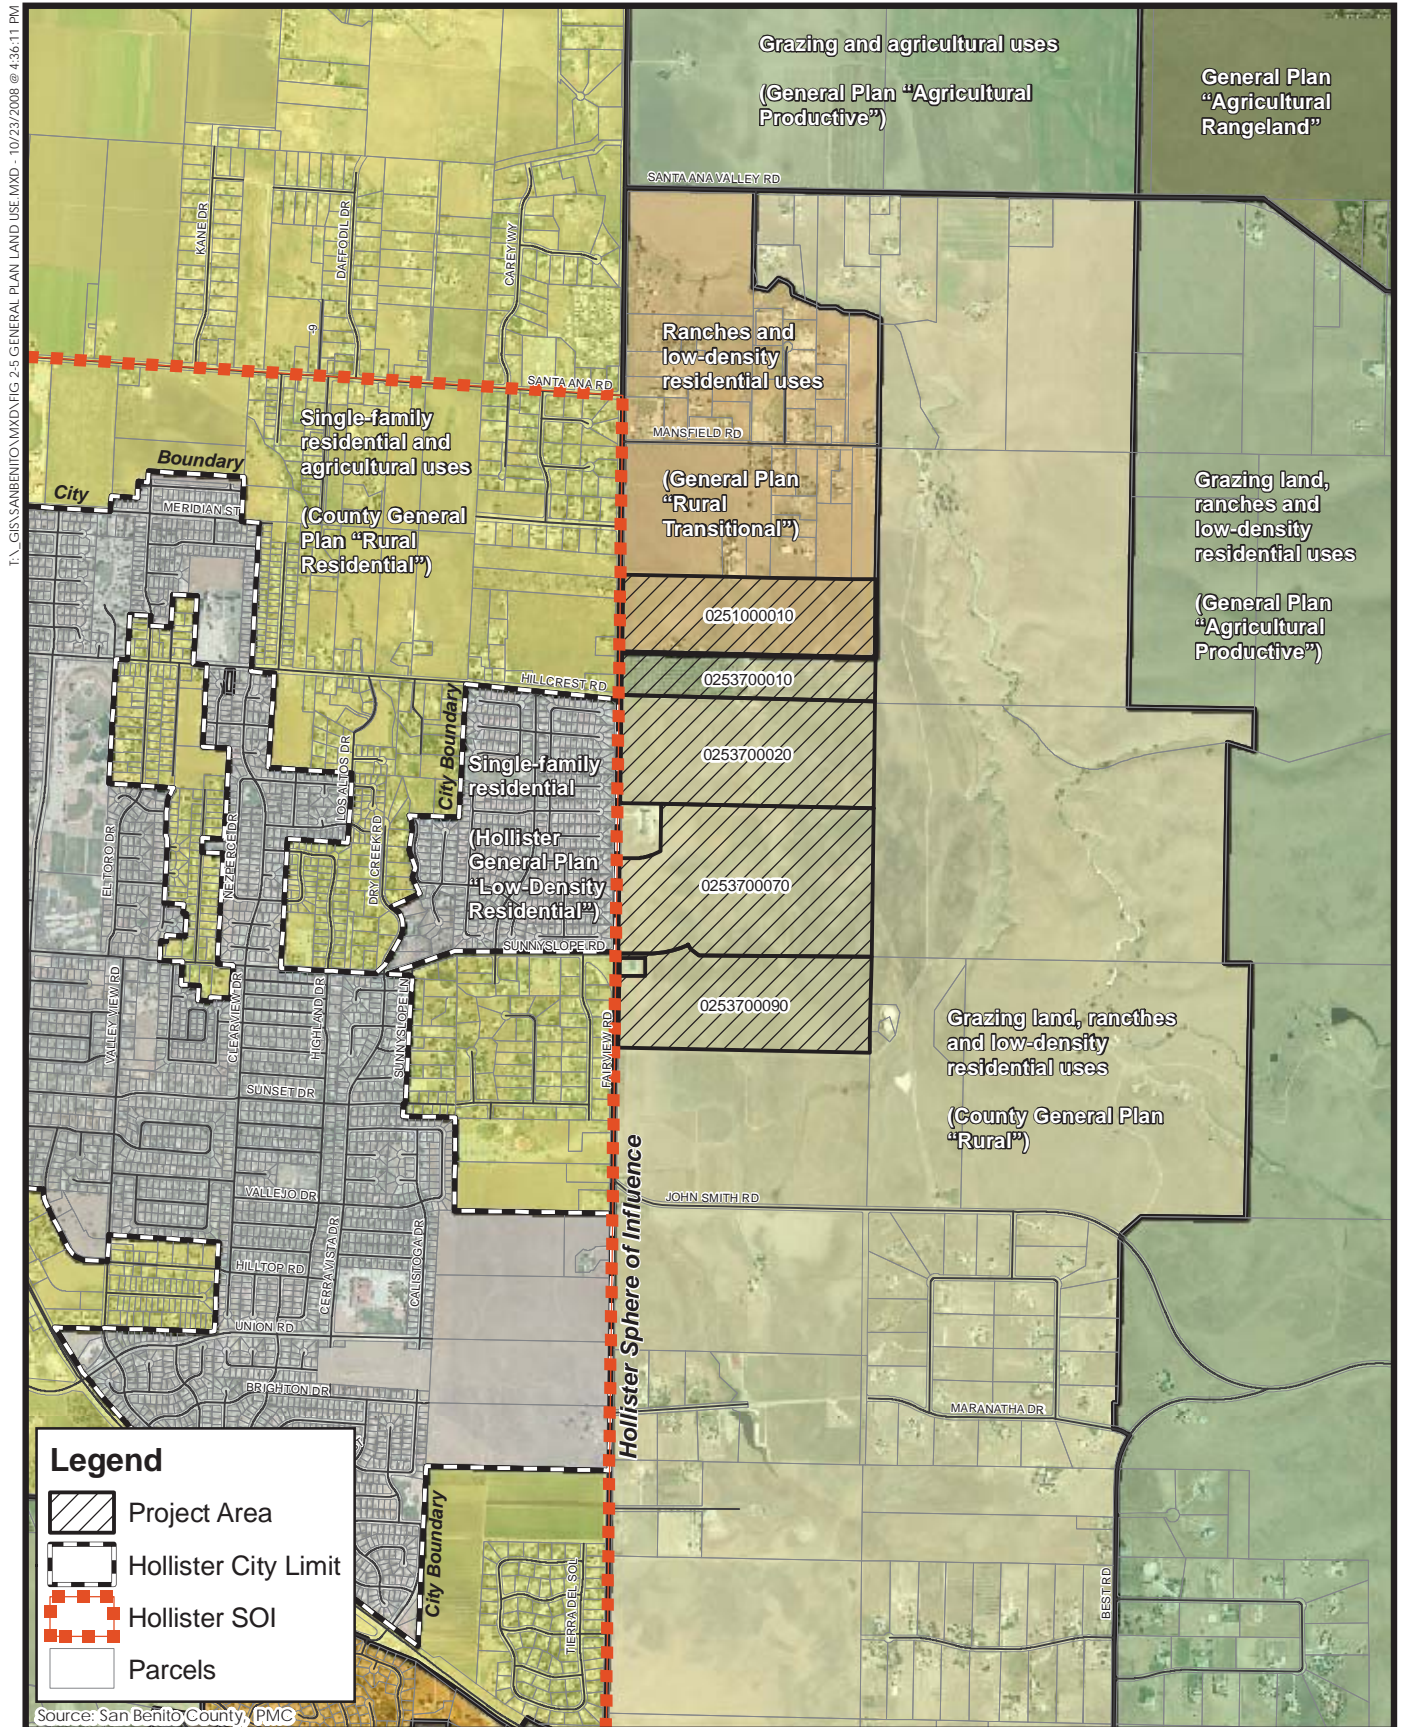 T:\_GIS\SANBENITO\MXD\FIG 2-5 GENERAL PLAN LAND USE.MXD - 10/23/2008 @ 4:36:11 PM
Grazing and agricultural uses
(General Plan “Agricultural
Productive”)
General Plan
“Agricultural
Rangeland”
SANTA ANA VALLEY RD
KANE DR
DAFFODIL DR
CAREY WY
-9
SANTA ANA RD
Ranches and
low-density
residential uses
MANSFIELD RD
(General Plan
“Rural
Transitional”)
Single-family
residential and
agricultural uses
(County General
Plan “Rural
Residential”)
City
Boundary
MERIDIAN ST
Grazing land,
ranches and
low-density
residential uses
(General Plan
“Agricultural
Productive”)
0251000010
0253700010
0253700020
0253700070
0253700090
HILLCREST RD
City Boundary
Single-family
residential
(Hollister
General Plan
“Low-Density
Residential”)
LOS ALTOS DR
DRY CREEK RD
EL TORO DR
NEZPERCE DR
SUNNYSLOPE RD
VALLEY VIEW RD
CLEARVIEW DR
HIGHLAND DR
SUNNYSLOPE LN
FAIRVIEW RD
SUNSET DR
Grazing land, rancthes
and low-density
residential uses
(County General Plan
“Rural”)
Hollister Sphere of Influence
JOHN SMITH RD
VALLEJO DR
CERRA VISTA DR
CALISTOGA DR
HILLTOP RD
UNION RD
BRIGHTON DR
MARANATHA DR
City Boundary
TIERRA DEL SOL
BEST RD
Legend
Project Area
Hollister City Limit
Hollister SOI
Parcels
Source: San Benito County, PMC